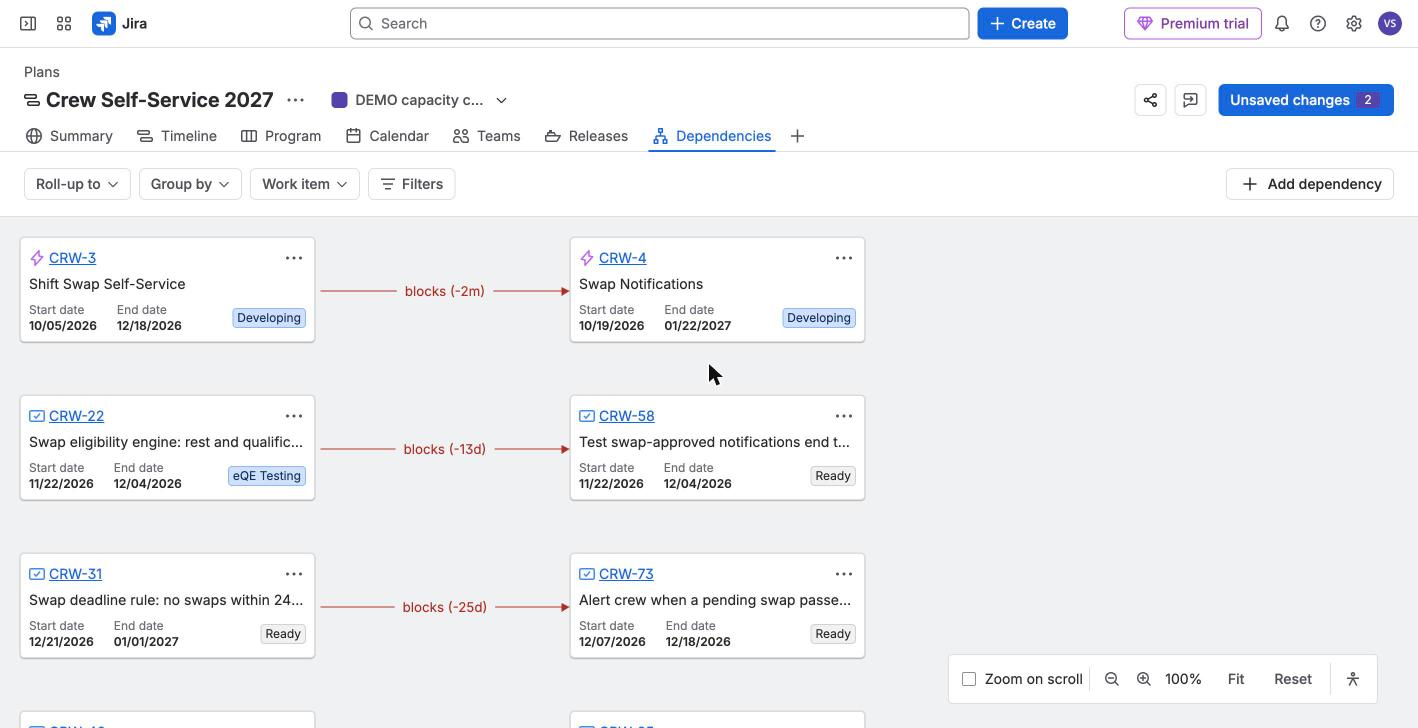 Jira
Search
Create
Premium trial
VS
Plans
Crew Self-Service 2027
DEMO capacity c...
Unsaved changes 2
Summary
Timeline
Program
Calendar
Teams
Releases
Dependencies
Roll-up to
Group by
Work item
Filters
Add dependency
CRW-3
Shift Swap Self-Service
Start date End date
10/05/2026 12/18/2026
Developing
blocks (-2m)
CRW-4
Swap Notifications
Start date End date
10/19/2026 01/22/2027
Developing
CRW-22
Swap eligibility engine: rest and qualific...
Start date End date
11/22/2026 12/04/2026
eQE Testing
blocks (-13d)
CRW-58
Test swap-approved notifications end t...
Start date End date
11/22/2026 12/04/2026
Ready
CRW-31
Swap deadline rule: no swaps within 24...
Start date End date
12/21/2026 01/01/2027
Ready
blocks (-25d)
CRW-73
Alert crew when a pending swap passe...
Start date End date
12/07/2026 12/18/2026
Ready
Zoom on scroll
100%
Fit
Reset